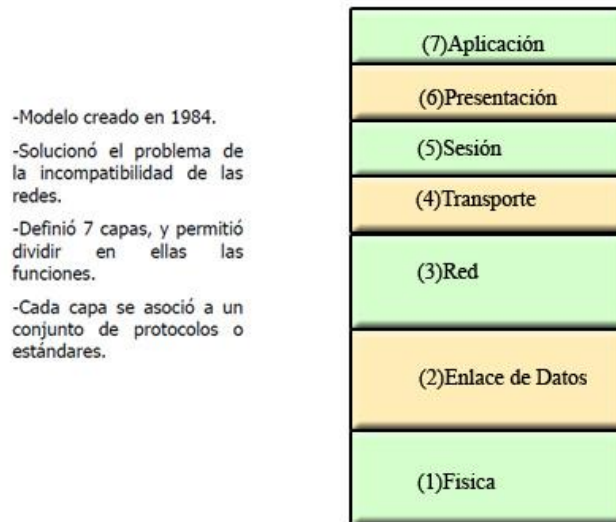 -Modelo creado en 1984.
-Solucionó el problema de
la incompatibilidad de las
redes.
-Definió 7 capas, y permitió
dividir en ellas las
funciones.
-Cada capa se asoció a un
conjunto de protocolos o
estándares.
(7)Aplicación
(6)Presentación
(5)Sesión
(4)Transporte
(3)Red
(2)Enlace de Datos
(1)Fisica